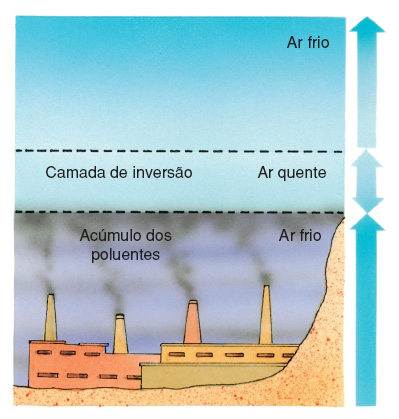 Ar frio
Camada de inversão
Ar quente
Acúmulo dos
poluentes
Ar frio